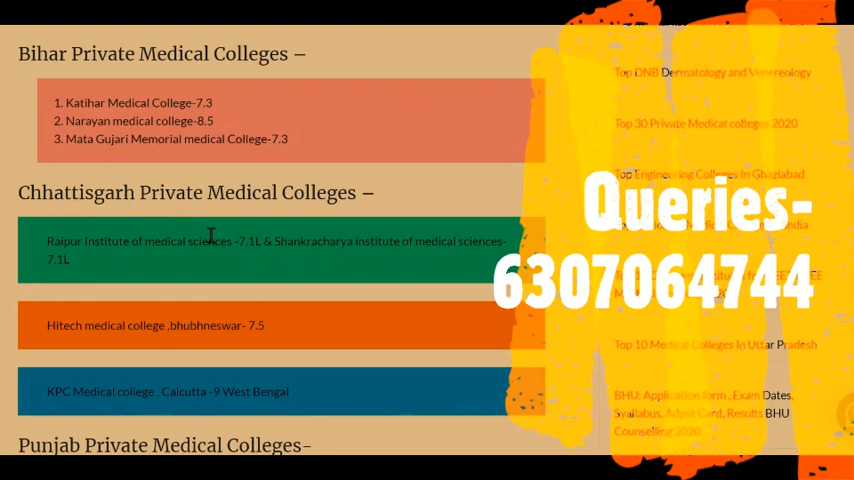 Bihar Private Medical Colleges –
1. Katihar Medical College-7.3
2. Narayan medical college-8.5
3. Mata Gujari Memorial medical College-7.3
Chhattisgarh Private Medical Colleges –
Raipur Institute of medical sciences -7.1L & Shankracharya institute of medical sciences-
7.1L
Hitech medical college ,bhubhneswar- 7.5
KPC Medical college , Calcutta -9 West Bengal
Punjab Private Medical Colleges-
Top DNB Dermatology and Venereology
Top 30 Private Medical colleges 2020
Top Engineering Colleges In Ghaziabad
Queries-
6307064744
Top 10 Medical Colleges In Uttar Pradesh
BHU: Application form , Exam Dates,
Syallabus, Admit Card, Results BHU
Counselling 2020